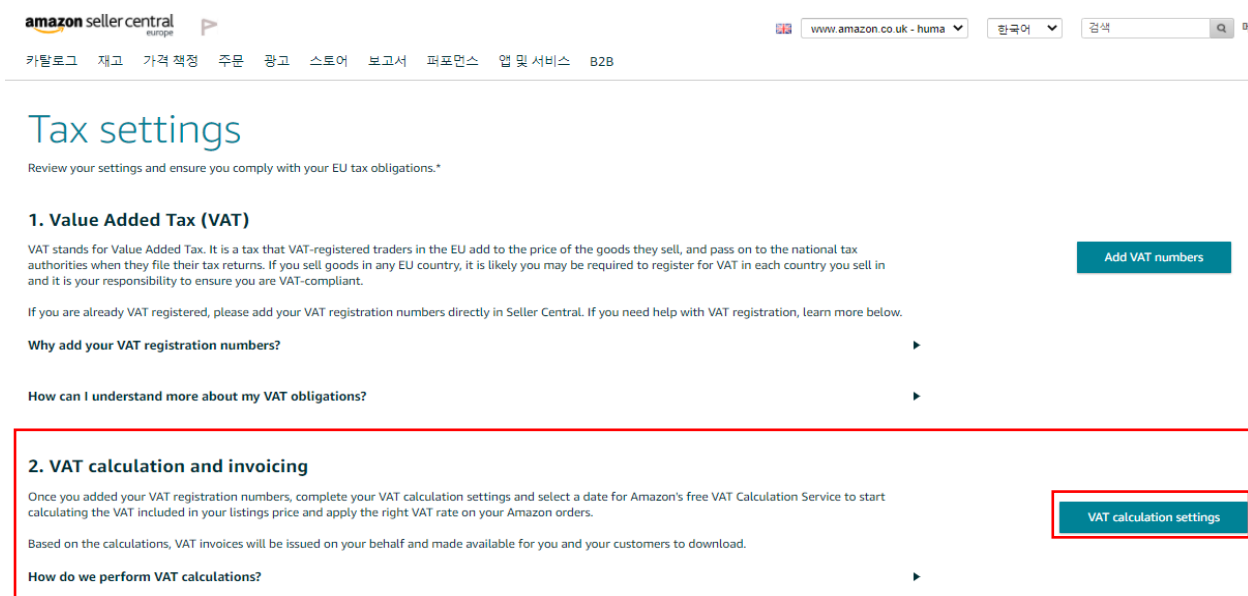 amazon seller central
europe
www.amazon.co.uk - huma
한국어
검색
카탈로그 재고 가격 책정 주문 광고 스토어 보고서 퍼포먼스 앱 및 서비스 B2B
Tax settings
Review your settings and ensure you comply with your EU tax obligations.*
1. Value Added Tax (VAT)
VAT stands for Value Added Tax. It is a tax that VAT-registered traders in the EU add to the price of the goods they sell, and pass on to the national tax
authorities when they file their tax returns. If you sell goods in any EU country, it is likely you may be required to register for VAT in each country you sell in
and it is your responsibility to ensure you are VAT-compliant.
Add VAT numbers
If you are already VAT registered, please add your VAT registration numbers directly in Seller Central. If you need help with VAT registration, learn more below.
Why add your VAT registration numbers?
How can I understand more about my VAT obligations?
2. VAT calculation and invoicing
Once you added your VAT registration numbers, complete your VAT calculation settings and select a date for Amazon's free VAT Calculation Service to start
calculating the VAT included in your listings price and apply the right VAT rate on your Amazon orders.
VAT calculation settings
Based on the calculations, VAT invoices will be issued on your behalf and made available for you and your customers to download.
How do we perform VAT calculations?